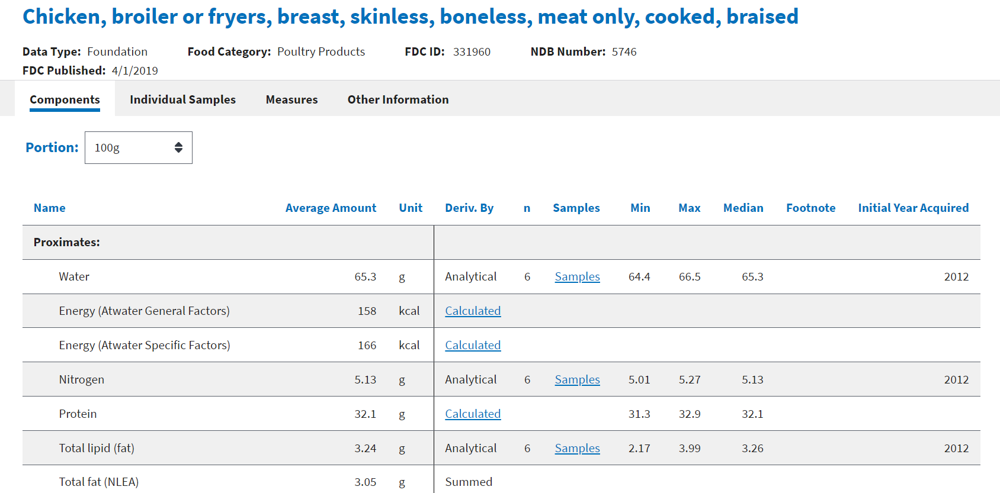 Chicken, broiler or fryers, breast, skinless, boneless, meat only, cooked, braised
Data Type: Foundation Food Category: Poultry Products FDC ID: 331960 NDB Number: 5746
FDC Published: 4/1/2019
Components Individual Samples Measures Other Information
Portion: 100g
Name Average Amount Unit Deriv. By n Samples Min Max Median Footnote Initial Year Acquired
Proximates:
Water 65.3 g Analytical 6 Samples 64.4 66.5 65.3 2012
Energy (Atwater General Factors) 158 kcal Calculated
Energy (Atwater Specific Factors) 166 kcal Calculated
Nitrogen 5.13 g Analytical 6 Samples 5.01 5.27 5.13 2012
Protein 32.1 g Calculated 31.3 32.9 32.1
Total lipid (fat) 3.24 g Analytical 6 Samples 2.17 3.99 3.26 2012
Total fat (NLEA) 3.05 g Summed